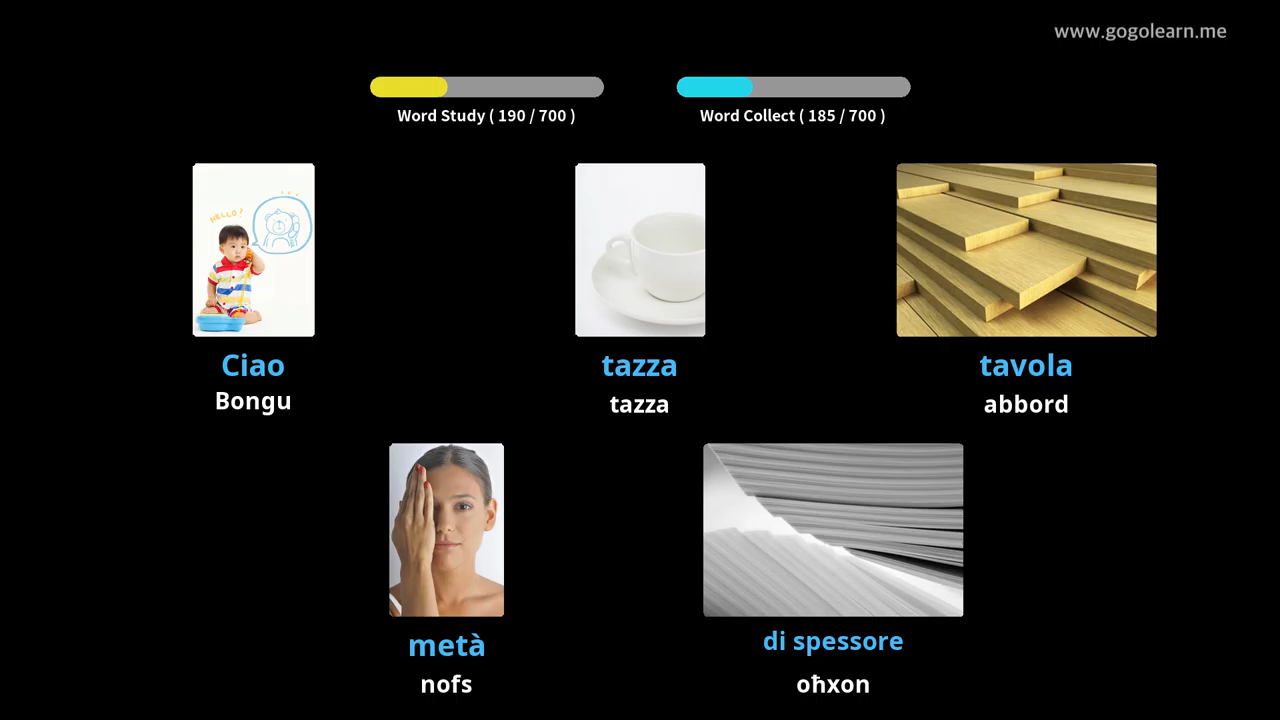 www.gogolearn.me
Word Study ( 190 / 700 )
Word Collect ( 185 / 700 )
HELLO!
Ciao
Bongu
tazza
tazza
tavola
abbord
metà
nofs
di spessore
oħxon